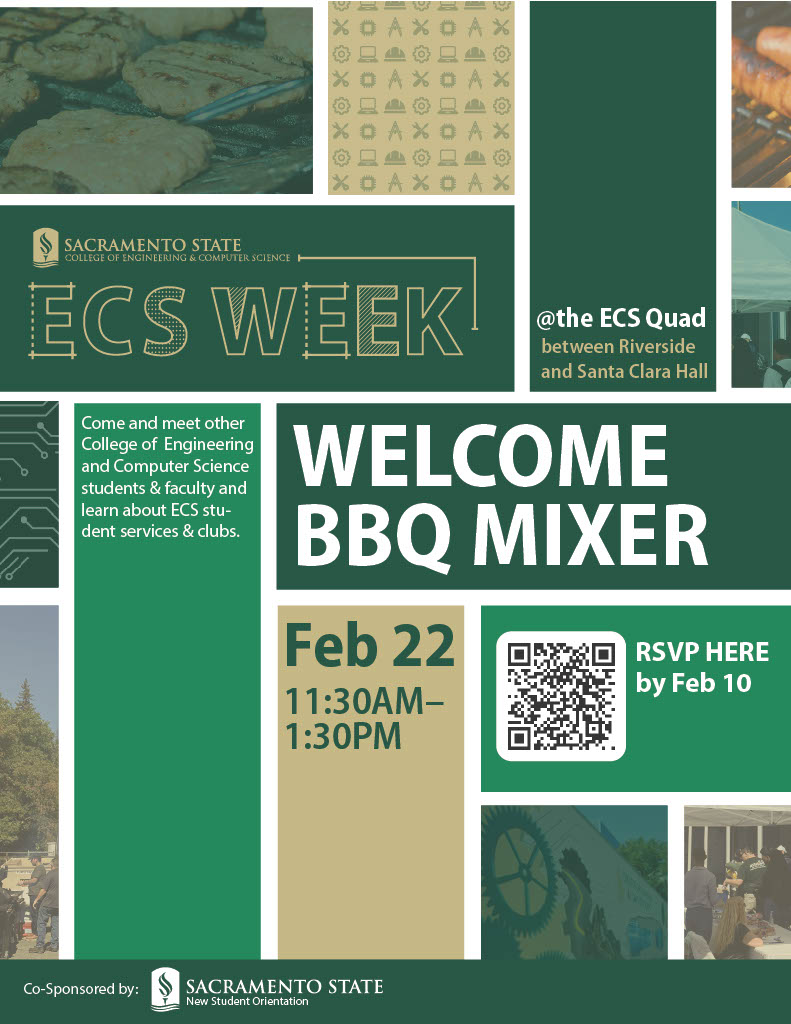 SACRAMENTO STATE
COLLEGE OF ENGINEERING & COMPUTER SCIENCE
ECS WEEK
@the ECS Quad
between Riverside
and Santa Clara Hall
Come and meet other
College of Engineering
and Computer Science
students & faculty and
learn about ECS stu-
dent services & clubs.
WELCOME
BBQ MIXER
Feb 22
11:30AM–
1:30PM
RSVP HERE
by Feb 10
Co-Sponsored by:
SACRAMENTO STATE
New Student Orientation